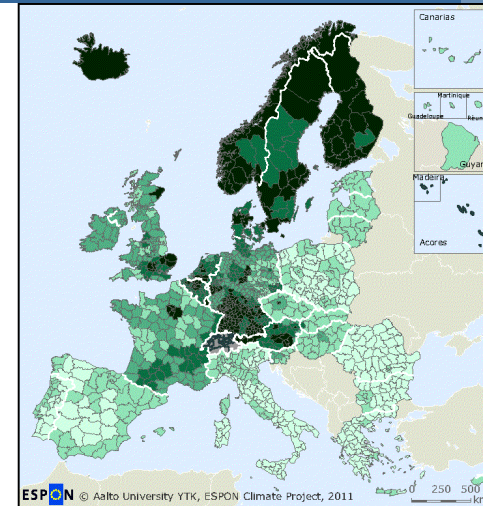 Canarias
Martinique
Guadeloupe
Réun
Guyan
Madeira
Acores
ESPON © Aalto University YTK, ESPON Climate Project, 2011
0 250 500
km